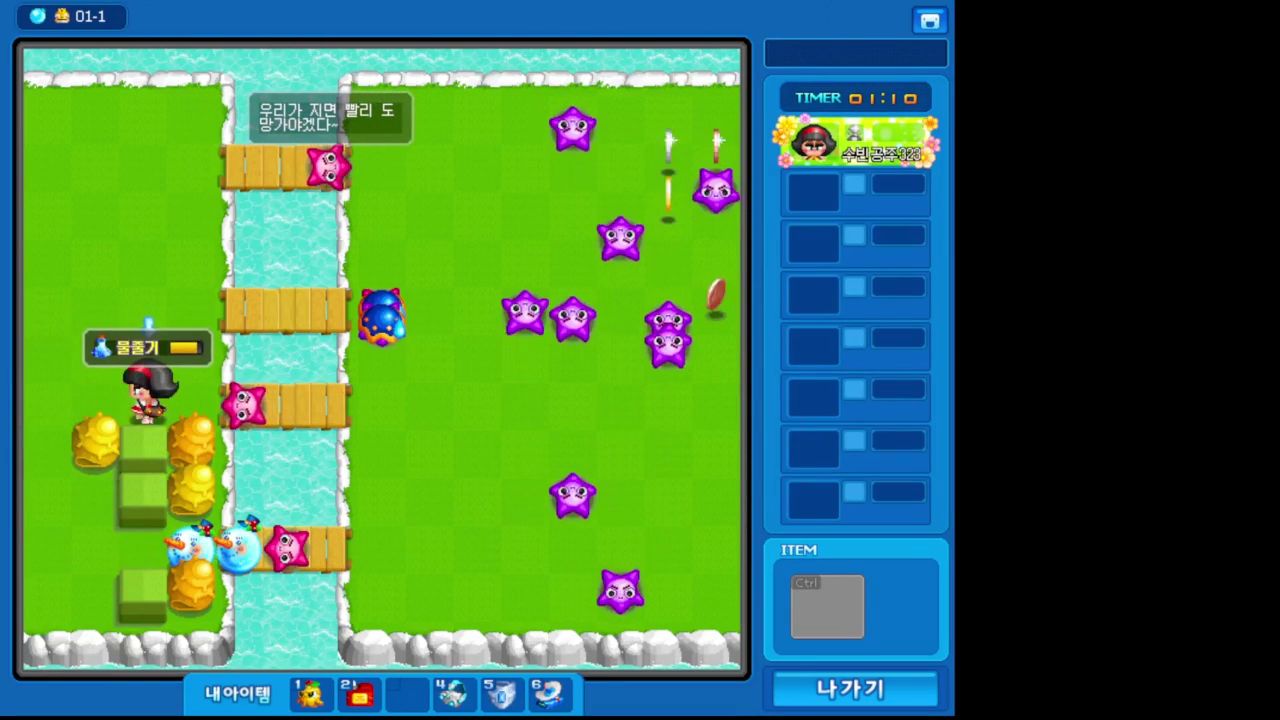 01-1
우리가 지면 빨리 도
망가야겠다~
TIMER 01:10
수빈공주323
물줄기
ITEM
Ctrl
내아이템
1
2
4
5
6
나가기